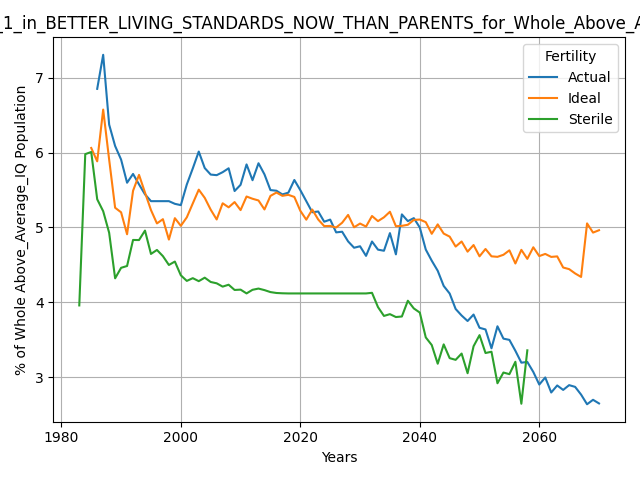 _1_in_BETTER_LIVING_STANDARDS_NOW_THAN_PARENTS_for_Whole_Above_A
Fertility
Actual
Ideal
Sterile
% of Whole Above_Average_IQ Population
7
6
5
4
3
1980 2000 2020 2040 2060
Years